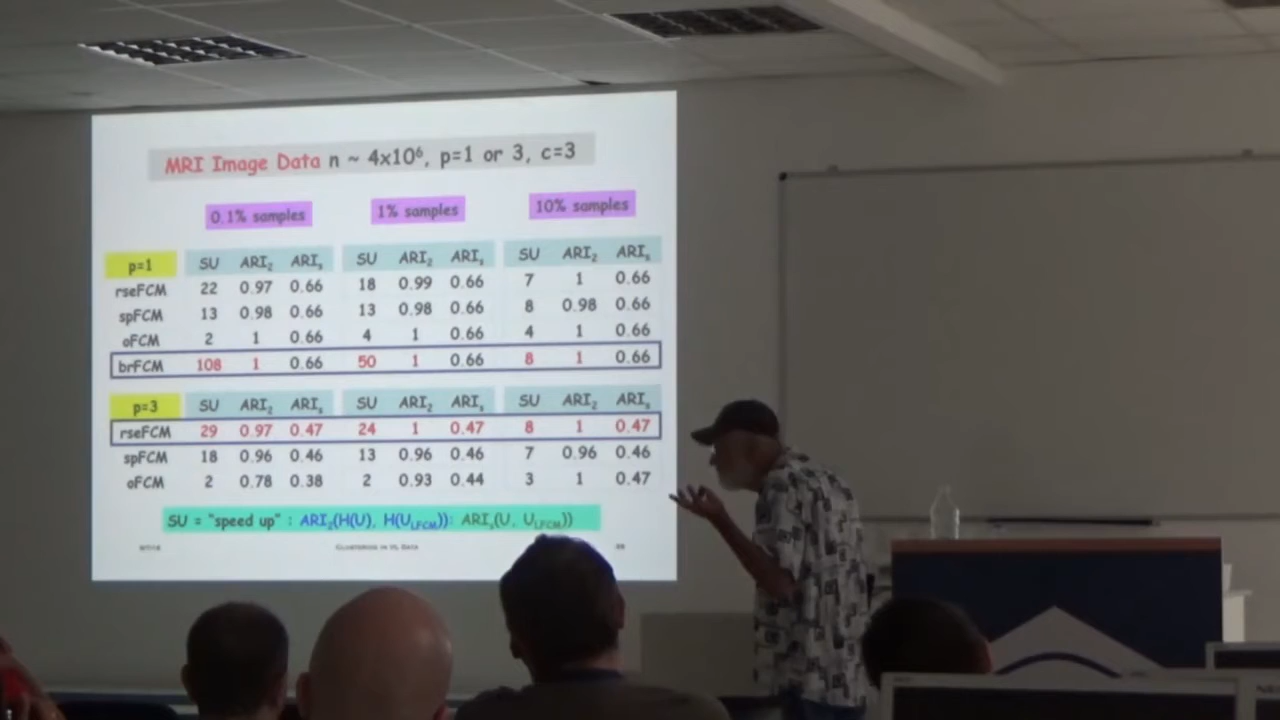 MRI Image Data n ~ 4x10⁶, p=1 or 3, c=3
0.1% samples 1% samples 10% samples
p=1 SU ARI₂ ARIₛ SU ARI₂ ARIₛ SU ARI₂ ARIₛ
rseFCM 22 0.97 0.66 18 0.99 0.66 7 1 0.66
spFCM 13 0.98 0.66 13 0.98 0.66 8 0.98 0.66
oFCM 2 1 0.66 4 1 0.66 4 1 0.66
brFCM 108 1 0.66 50 1 0.66 8 1 0.66
p=3 SU ARI₂ ARIₛ SU ARI₂ ARIₛ SU ARI₂ ARIₛ
rseFCM 29 0.97 0.47 24 1 0.47 8 1 0.47
spFCM 18 0.96 0.46 13 0.96 0.46 7 0.96 0.46
oFCM 2 0.78 0.38 2 0.93 0.44 3 1 0.47
SU = "speed up" : ARI₂(H(U), H(U_LFCM)): ARIₛ(U, U_LFCM))
Clustering in VL Data